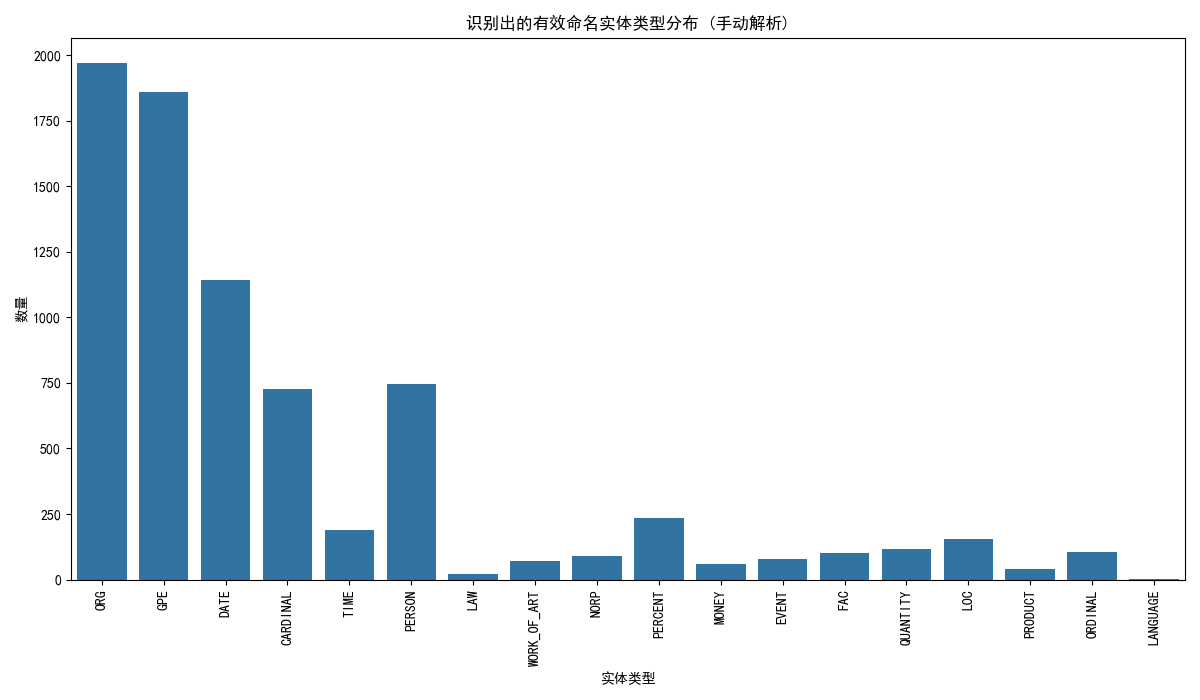 识别出的有效命名实体类型分布 (手动解析)
数量
2000
1750
1500
1250
1000
750
500
250
0
ORG
GPE
DATE
CARDINAL
TIME
PERSON
LAW
WORK_OF_ART
NORP
PERCENT
MONEY
EVENT
FAC
QUANTITY
LOC
PRODUCT
ORDINAL
LANGUAGE
实体类型